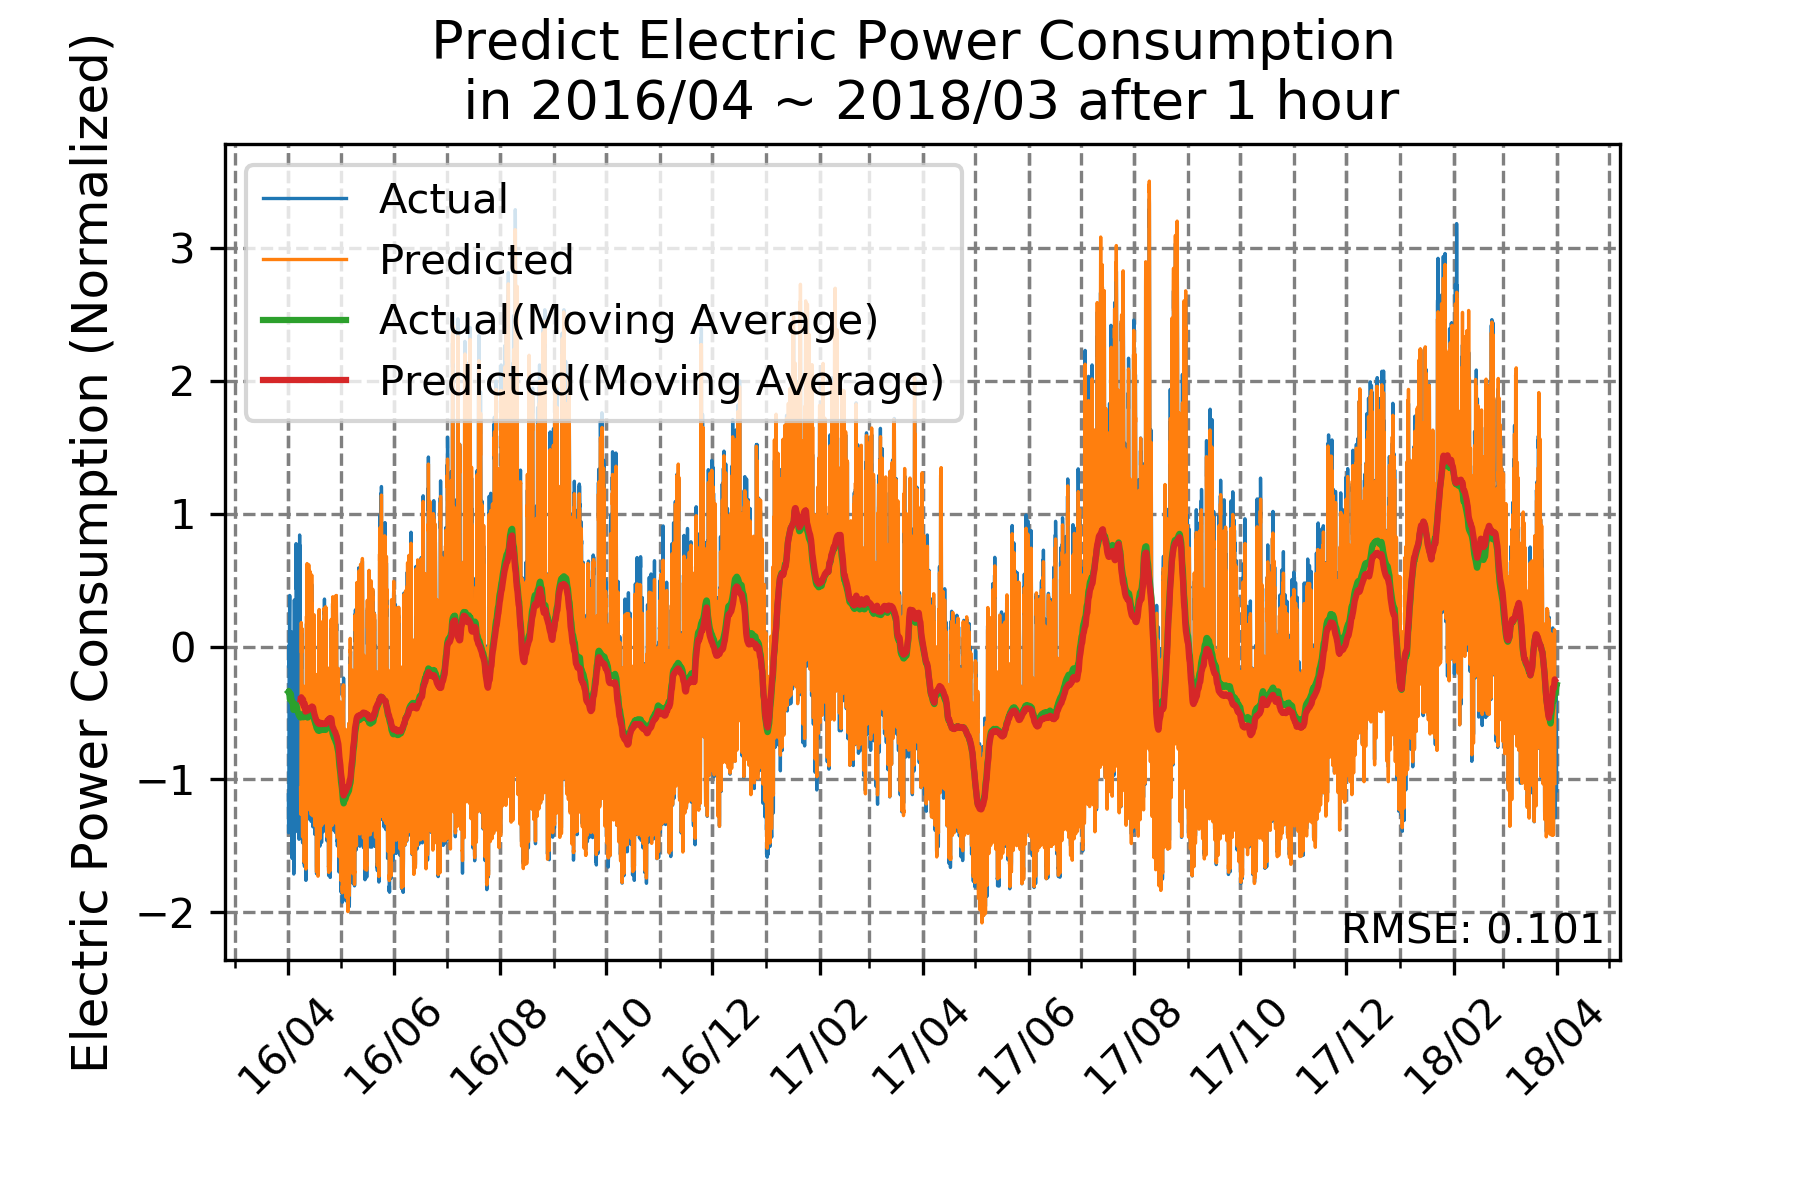 Predict Electric Power Consumption
in 2016/04 ~ 2018/03 after 1 hour
Electric Power Consumption (Normalized)
Actual
Predicted
Actual(Moving Average)
Predicted(Moving Average)
3
2
1
0
−1
−2
RMSE: 0.101
16/04
16/06
16/08
16/10
16/12
17/02
17/04
17/06
17/08
17/10
17/12
18/02
18/04